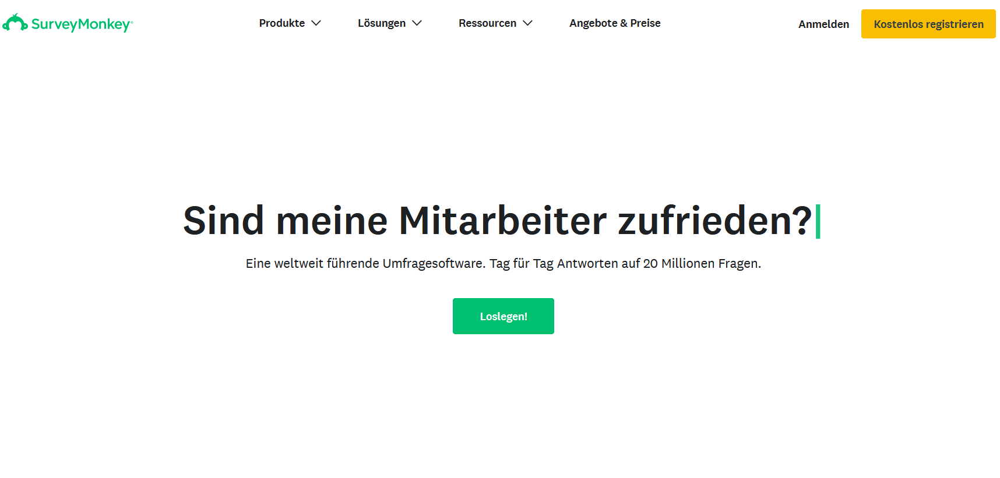 SurveyMonkey®
Produkte
Lösungen
Ressourcen
Angebote & Preise
Anmelden
Kostenlos registrieren
Sind meine Mitarbeiter zufrieden?
Eine weltweit führende Umfragesoftware. Tag für Tag Antworten auf 20 Millionen Fragen.
Loslegen!